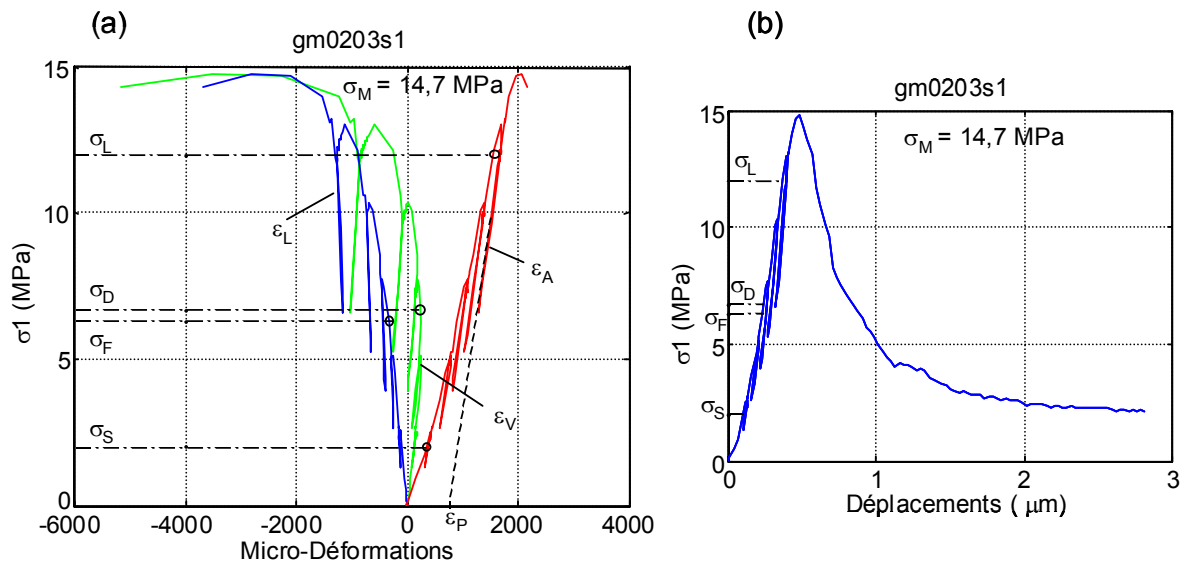 (a)
gm0203s1
σM = 14,7 MPa
σ1 (MPa)
15
10
5
0
σL
σD
σF
σS
εL
εA
εV
εP
-6000
-4000
-2000
0
2000
4000
Micro-Déformations
(b)
gm0203s1
σM = 14,7 MPa
σ1 (MPa)
15
10
5
0
σL
σD
σF
σS
0
1
2
3
Déplacements ( μm)